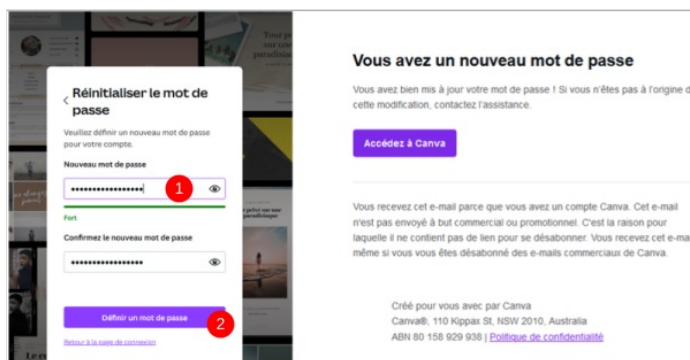 Réinitialiser le mot de
passe
Veuillez définir un nouveau mot de passe
pour votre compte.
Nouveau mot de passe
1
Fort
Confirmez le nouveau mot de passe
Définir un mot de passe
2
Retour à la page de connexion
Vous avez un nouveau mot de passe
Vous avez bien mis à jour votre mot de passe ! Si vous n'êtes pas à l'origine d
cette modification, contactez l'assistance.
Accédez à Canva
Vous recevez cet e-mail parce que vous avez un compte Canva. Cet e-mail
n'est pas envoyé à but commercial ou promotionnel. C'est la raison pour
laquelle il ne contient pas de lien pour se désabonner. Vous recevez cet e-mai
même si vous vous êtes désabonné des e-mails commerciaux de Canva.
Créé pour vous avec par Canva
Canva®, 110 Kippax St, NSW 2010, Australia
ABN 80 158 929 938 | Politique de confidentialité